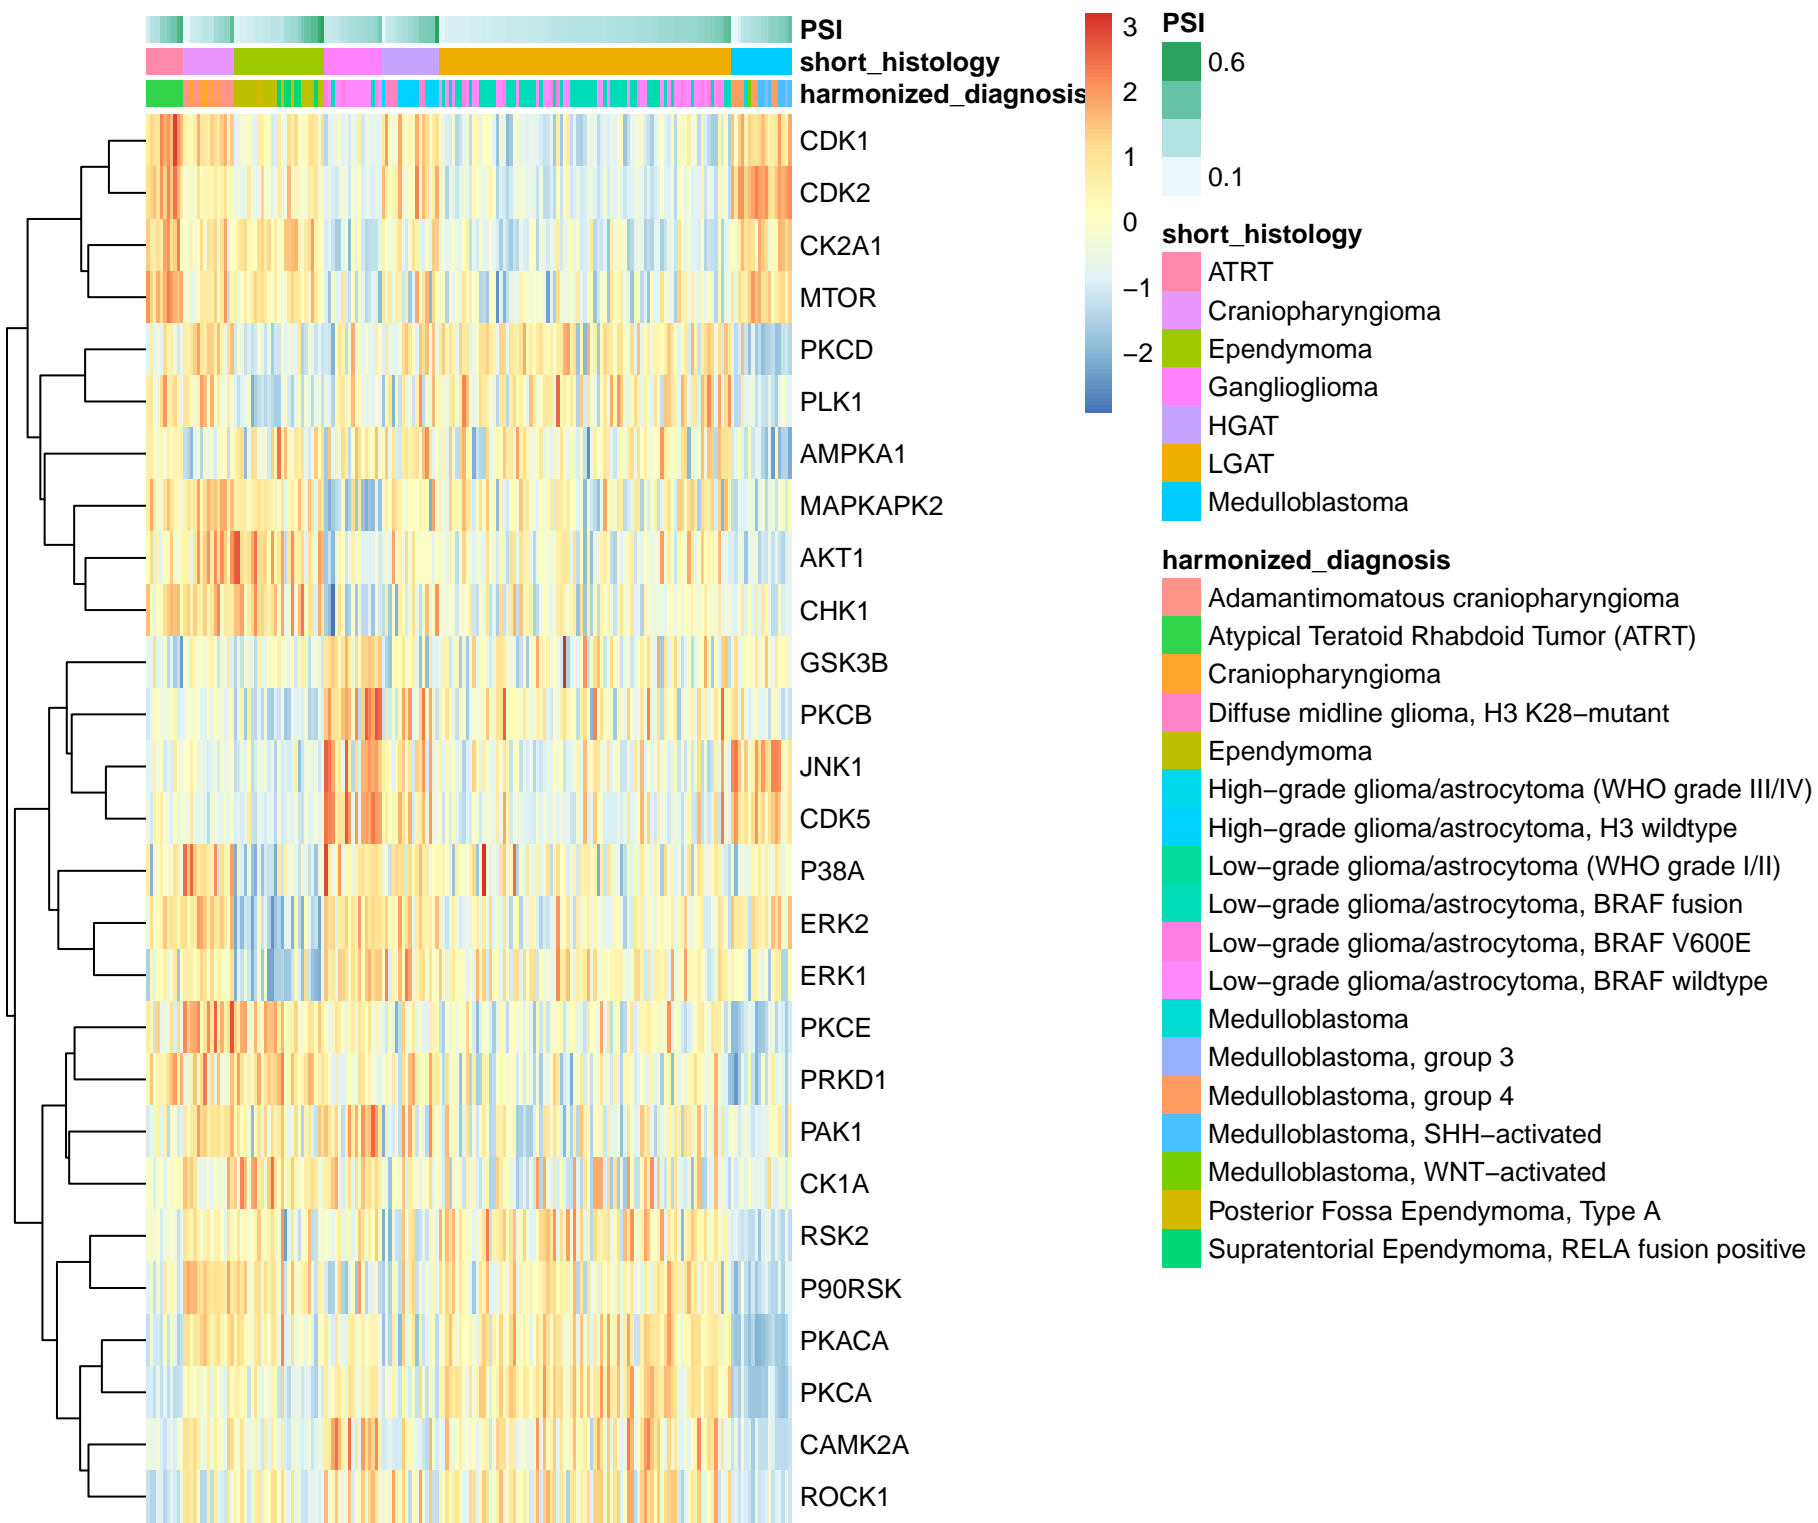 PSI
short_histology
harmonized_diagnosis
CDK1
CDK2
CK2A1
MTOR
PKCD
PLK1
AMPKA1
MAPKAPK2
AKT1
CHK1
GSK3B
PKCB
JNK1
CDK5
P38A
ERK2
ERK1
PKCE
PRKD1
PAK1
CK1A
RSK2
P90RSK
PKACA
PKCA
CAMK2A
ROCK1
3
2
1
0
−1
−2
PSI
0.6
0.1
short_histology
ATRT
Craniopharyngioma
Ependymoma
Ganglioglioma
HGAT
LGAT
Medulloblastoma
harmonized_diagnosis
Adamantimomatous craniopharyngioma
Atypical Teratoid Rhabdoid Tumor (ATRT)
Craniopharyngioma
Diffuse midline glioma, H3 K28−mutant
Ependymoma
High−grade glioma/astrocytoma (WHO grade III/IV)
High−grade glioma/astrocytoma, H3 wildtype
Low−grade glioma/astrocytoma (WHO grade I/II)
Low−grade glioma/astrocytoma, BRAF fusion
Low−grade glioma/astrocytoma, BRAF V600E
Low−grade glioma/astrocytoma, BRAF wildtype
Medulloblastoma
Medulloblastoma, group 3
Medulloblastoma, group 4
Medulloblastoma, SHH−activated
Medulloblastoma, WNT−activated
Posterior Fossa Ependymoma, Type A
Supratentorial Ependymoma, RELA fusion positive